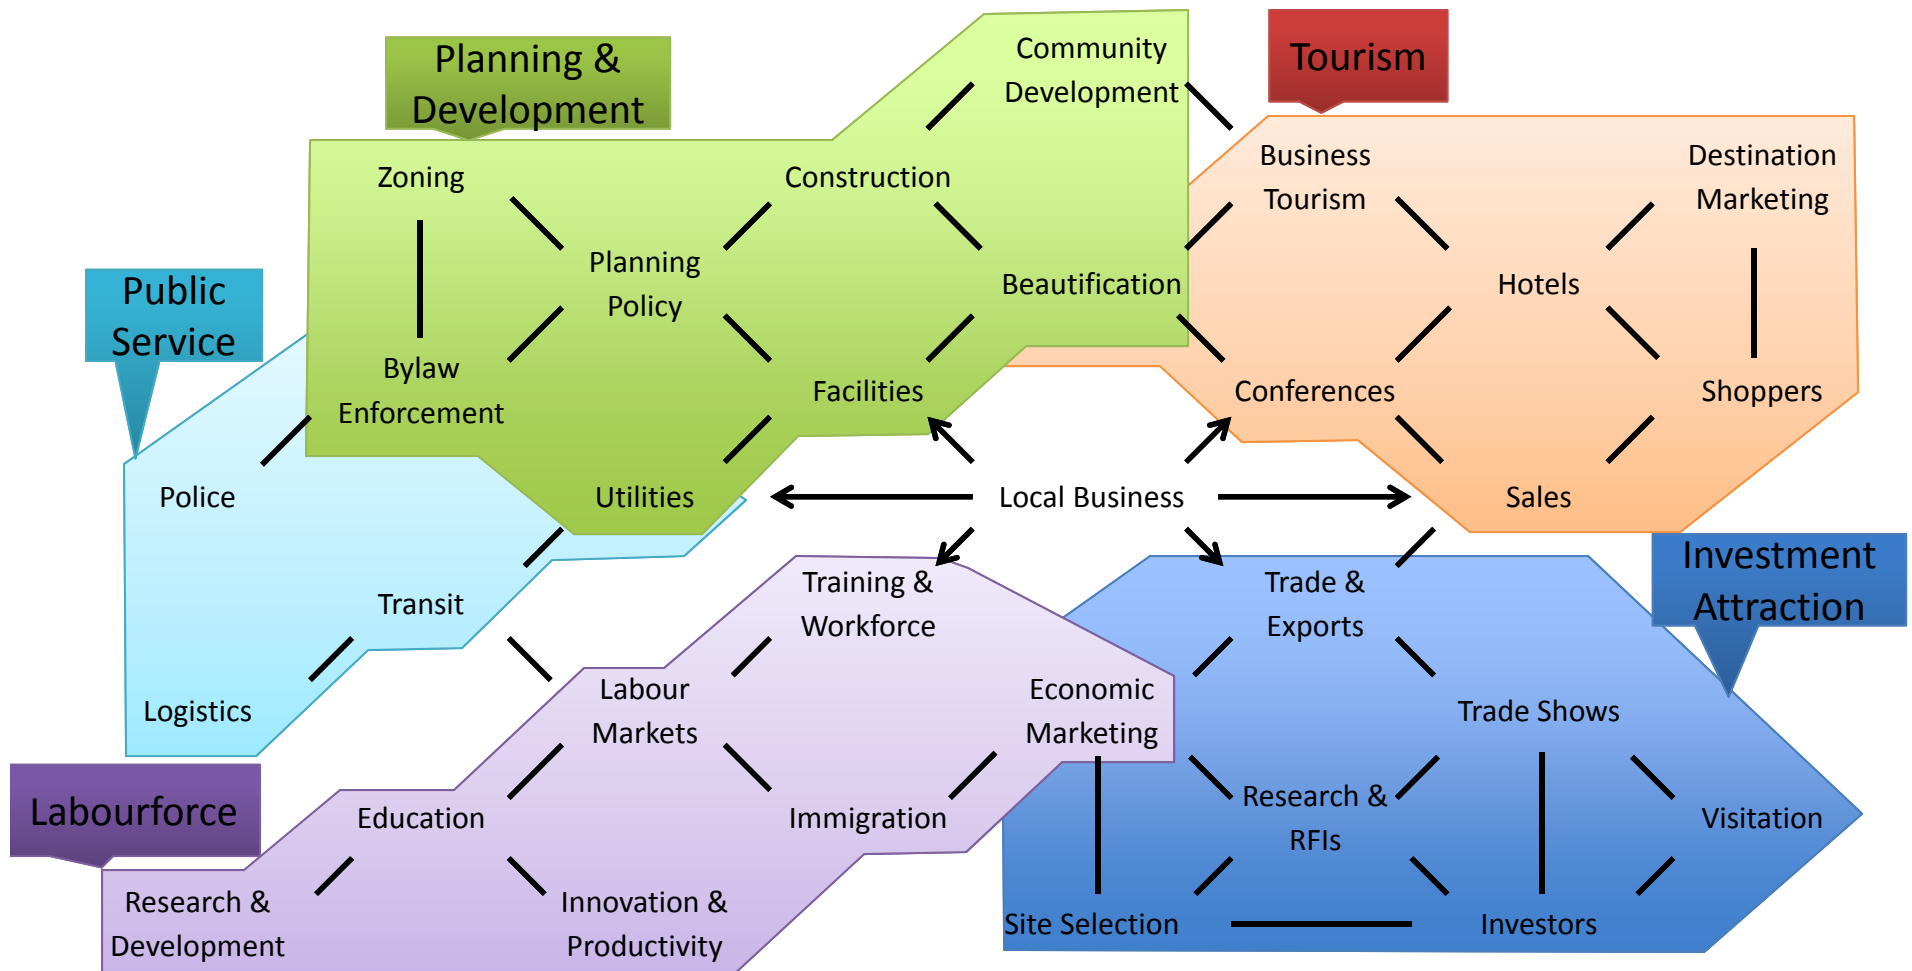 Planning &
Development
Community
Development
Tourism
Zoning
Construction
Business
Tourism
Destination
Marketing
Public
Service
Planning
Policy
Beautification
Hotels
Bylaw
Enforcement
Facilities
Conferences
Shoppers
Police
Utilities
Local Business
Sales
Investment
Attraction
Transit
Training &
Workforce
Trade &
Exports
Logistics
Labour
Markets
Economic
Marketing
Trade Shows
Labourforce
Education
Immigration
Research &
RFIs
Visitation
Research &
Development
Innovation &
Productivity
Site Selection
Investors